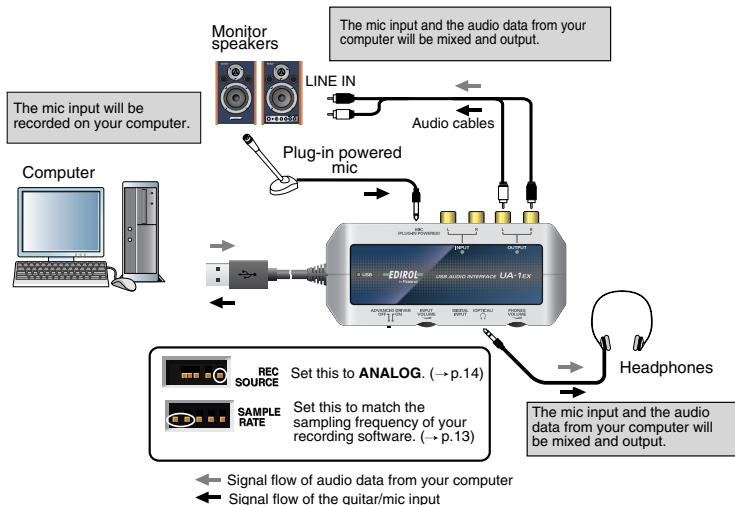 Monitor
speakers
The mic input and the audio data from your
computer will be mixed and output.
LINE IN
The mic input will be
recorded on your computer.
Audio cables
Computer
Plug-in powered
mic
MIC
(PLUG-IN POWERED)
L R L R
INPUT OUTPUT
USB
EDIROL
by Roland
USB AUDIO INTERFACE UA-1EX
ADVANCED DRIVER
OFF ON
INPUT
VOLUME
DIGITAL
INPUT
(OPTICAL)
PHONES
VOLUME
Headphones
REC
SOURCE
Set this to ANALOG. (→p.14)
SAMPLE
RATE
Set this to match the
sampling frequency of your
recording software. (→ p.13)
The mic input and the audio
data from your computer will
be mixed and output.
Signal flow of audio data from your computer
Signal flow of the guitar/mic input